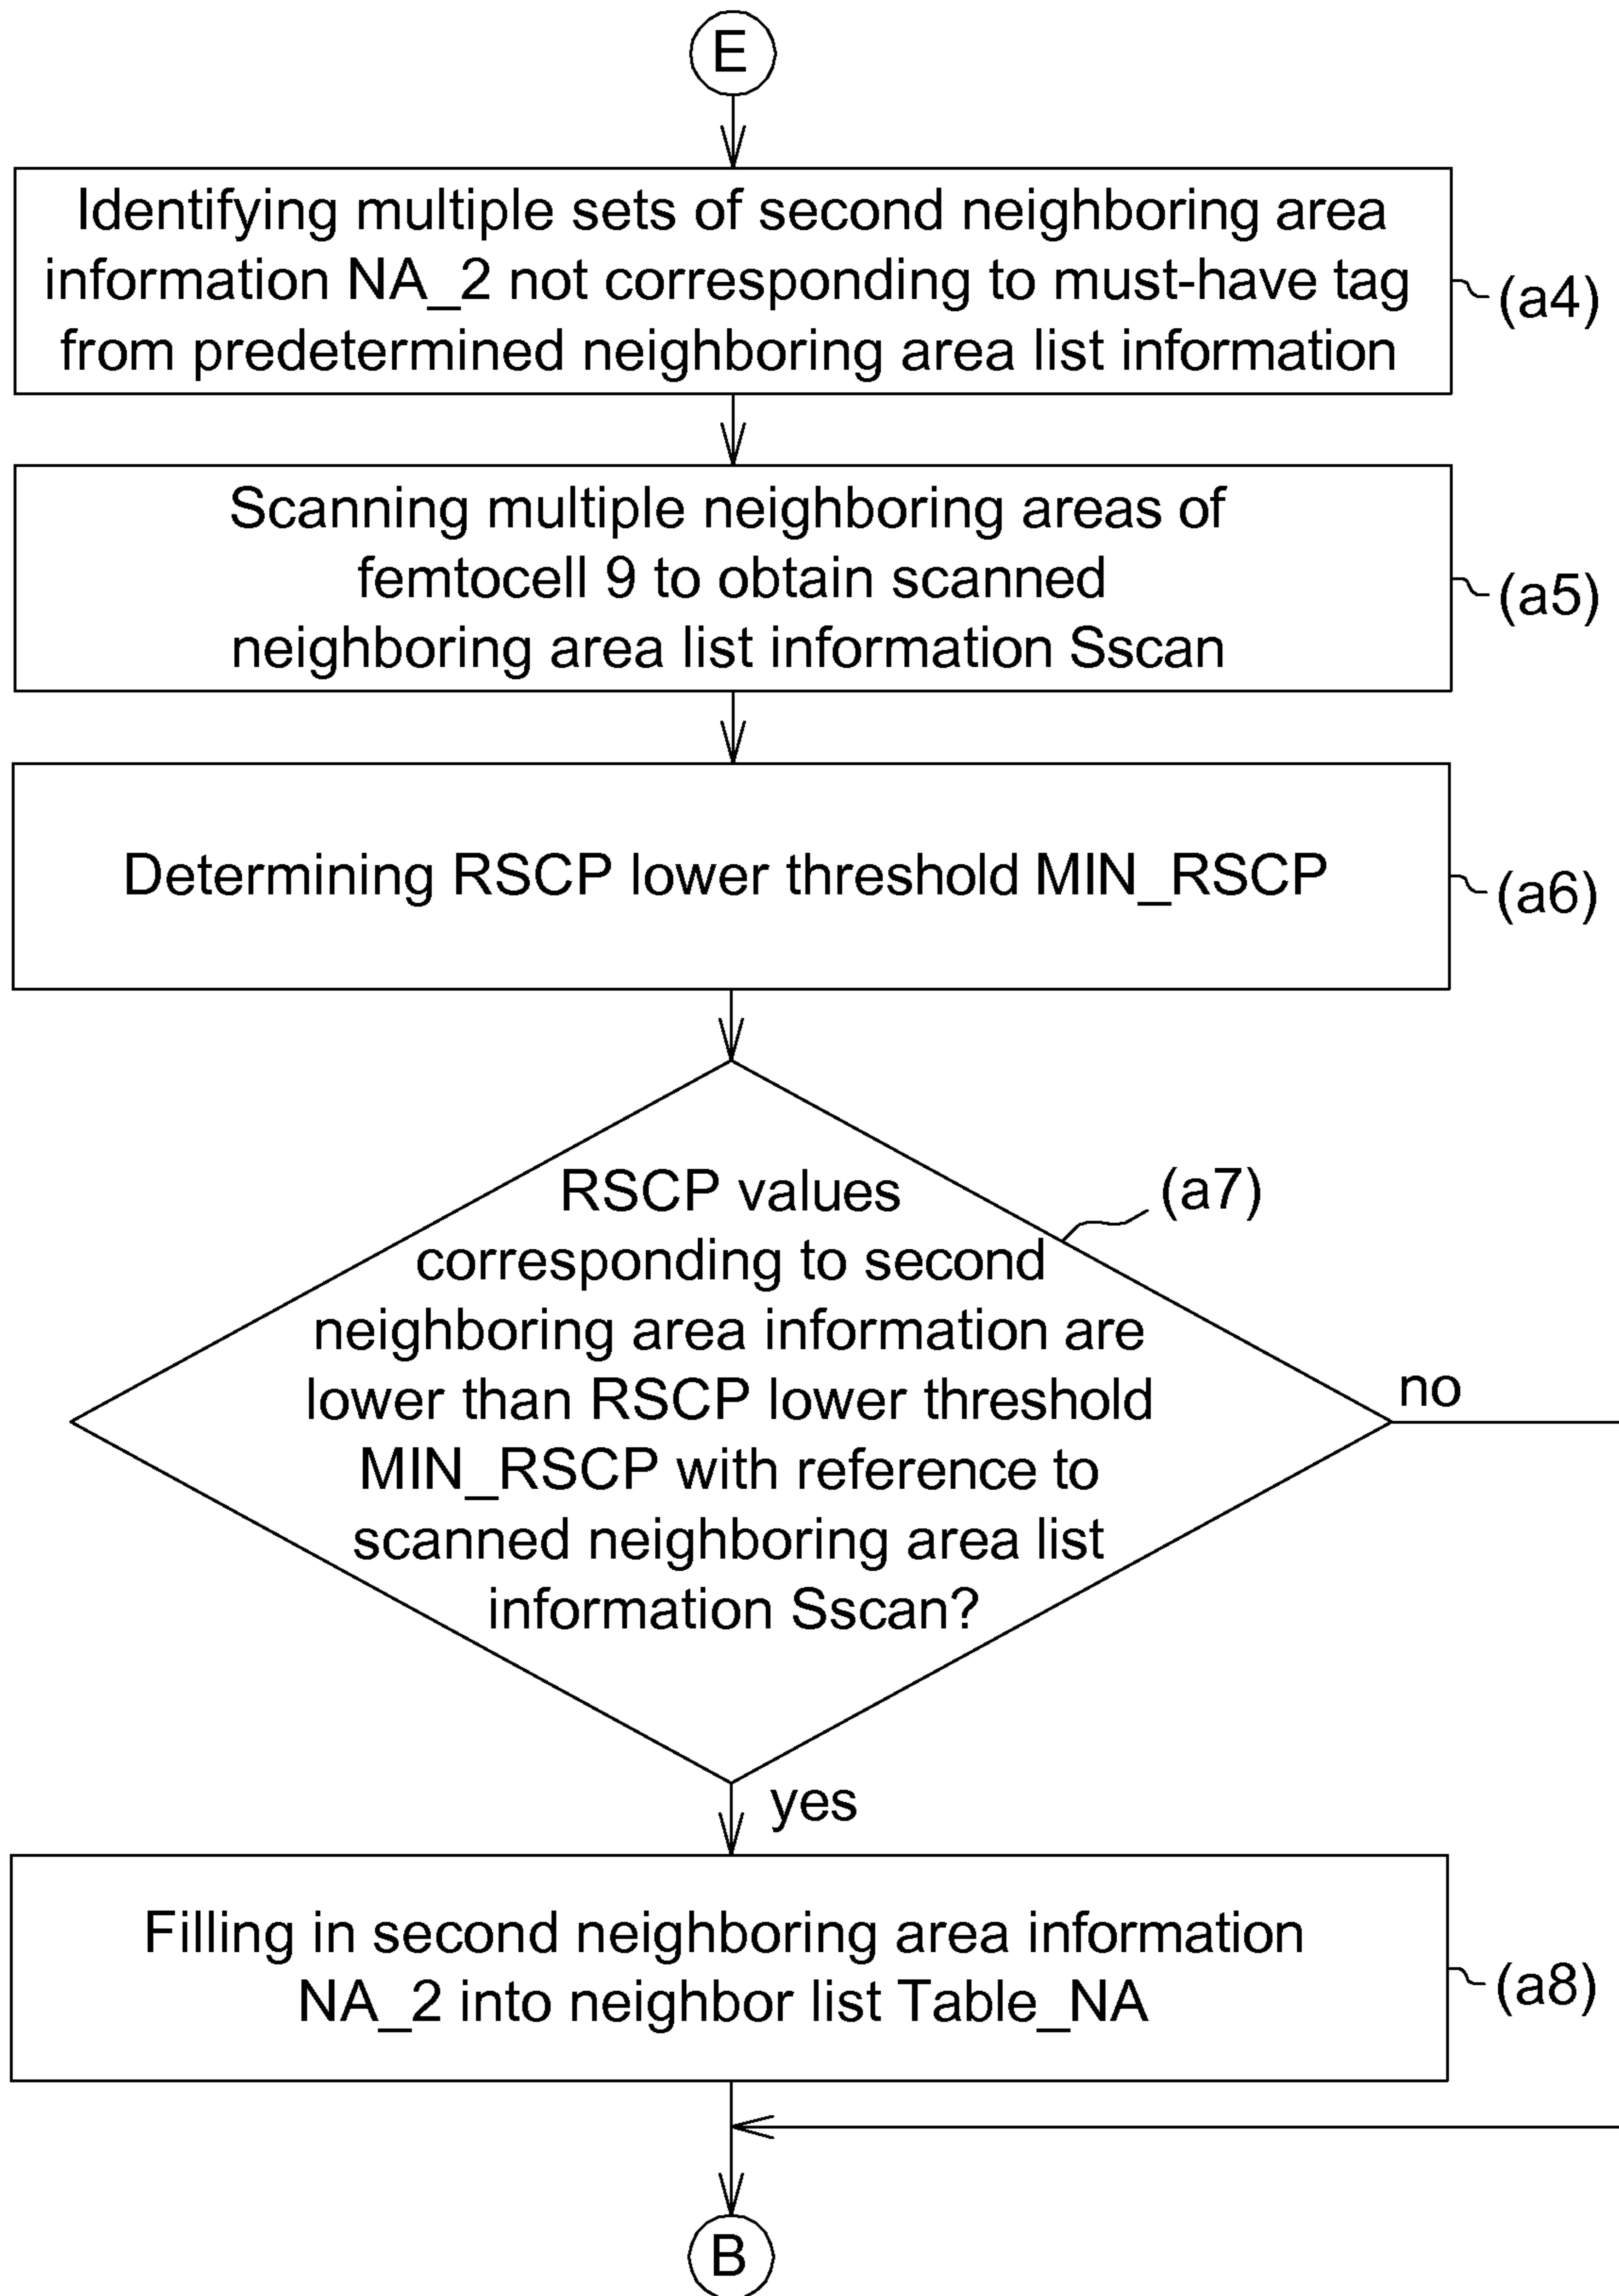 E
Identifying multiple sets of second neighboring area
information NA_2 not corresponding to must-have tag
from predetermined neighboring area list information
(a4)
Scanning multiple neighboring areas of
femtocell 9 to obtain scanned
neighboring area list information Sscan
(a5)
Determining RSCP lower threshold MIN_RSCP
(a6)
RSCP values
corresponding to second
neighboring area information are
lower than RSCP lower threshold
MIN_RSCP with reference to
scanned neighboring area list
information Sscan?
(a7)
no
yes
Filling in second neighboring area information
NA_2 into neighbor list Table_NA
(a8)
B